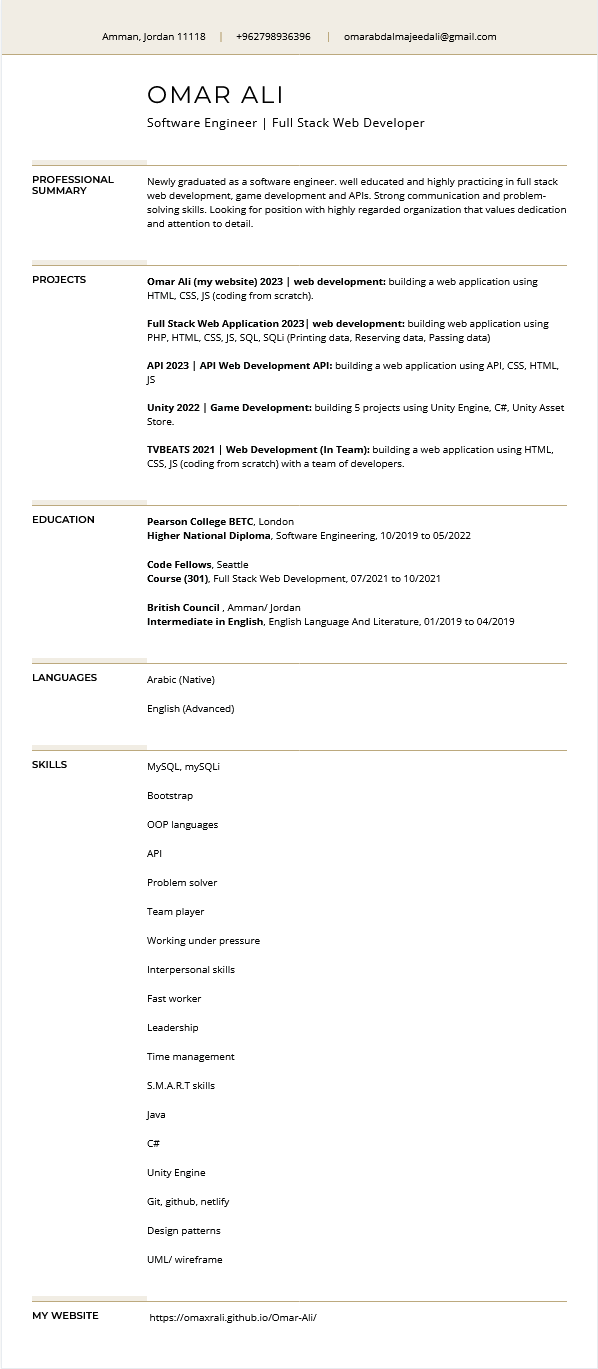 Amman, Jordan 11118 | +962798936396 | omarabdalmajeedali@gmail.com
OMAR ALI
Software Engineer | Full Stack Web Developer
PROFESSIONAL
SUMMARY
Newly graduated as a software engineer. well educated and highly practicing in full stack
web development, game development and APIs. Strong communication and problem-
solving skills. Looking for position with highly regarded organization that values dedication
and attention to detail.
PROJECTS
Omar Ali (my website) 2023 | web development: building a web application using
HTML, CSS, JS (coding from scratch).
Full Stack Web Application 2023| web development: building web application using
PHP, HTML, CSS, JS, SQL, SQLi (Printing data, Reserving data, Passing data)
API 2023 | API Web Development API: building a web application using API, CSS, HTML,
JS
Unity 2022 | Game Development: building 5 projects using Unity Engine, C#, Unity Asset
Store.
TVBEATS 2021 | Web Development (In Team): building a web application using HTML,
CSS, JS (coding from scratch) with a team of developers.
EDUCATION
Pearson College BETC, London
Higher National Diploma, Software Engineering, 10/2019 to 05/2022
Code Fellows, Seattle
Course (301), Full Stack Web Development, 07/2021 to 10/2021
British Council , Amman/ Jordan
Intermediate in English, English Language And Literature, 01/2019 to 04/2019
LANGUAGES
Arabic (Native)
English (Advanced)
SKILLS
MySQL, mySQLi
Bootstrap
OOP languages
API
Problem solver
Team player
Working under pressure
Interpersonal skills
Fast worker
Leadership
Time management
S.M.A.R.T skills
Java
C#
Unity Engine
Git, github, netlify
Design patterns
UML/ wireframe
MY WEBSITE
https://omaxrali.github.io/Omar-Ali/